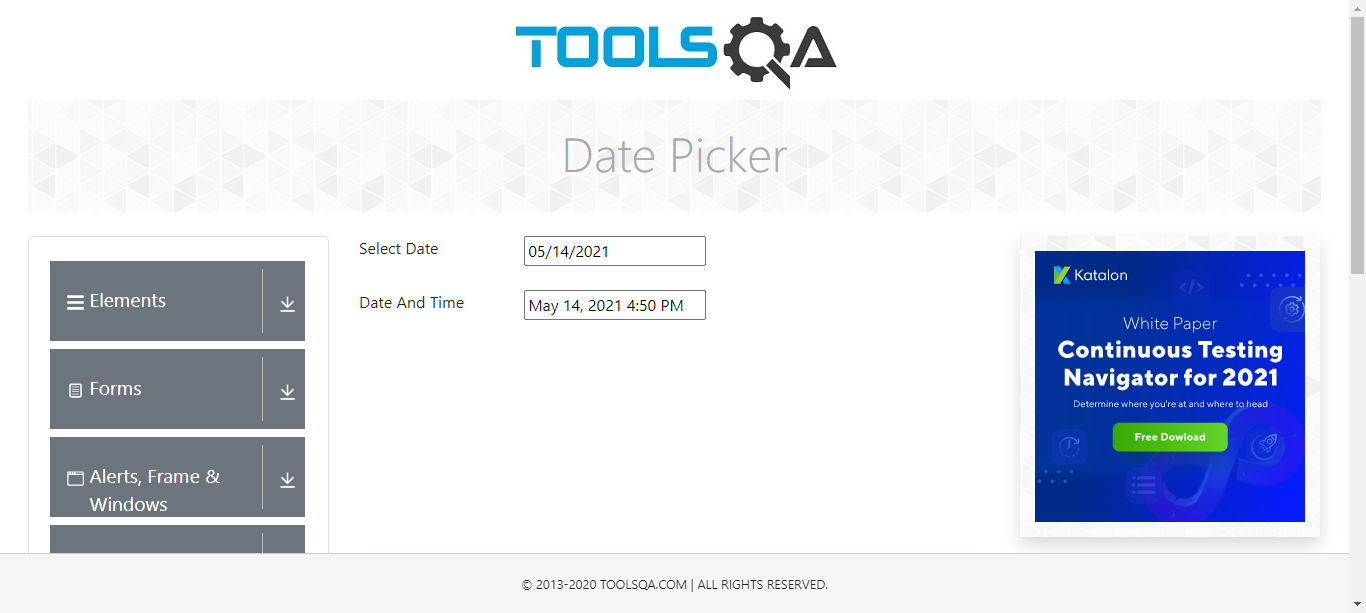 TOOLSQA
Date Picker
Elements
Forms
Alerts, Frame &
Windows
Select Date
05/14/2021
Date And Time
May 14, 2021 4:50 PM
Katalon
White Paper
Continuous Testing
Navigator for 2021
Determine where you're at and where to head
Free Dowload
© 2013-2020 TOOLSQA.COM | ALL RIGHTS RESERVED.